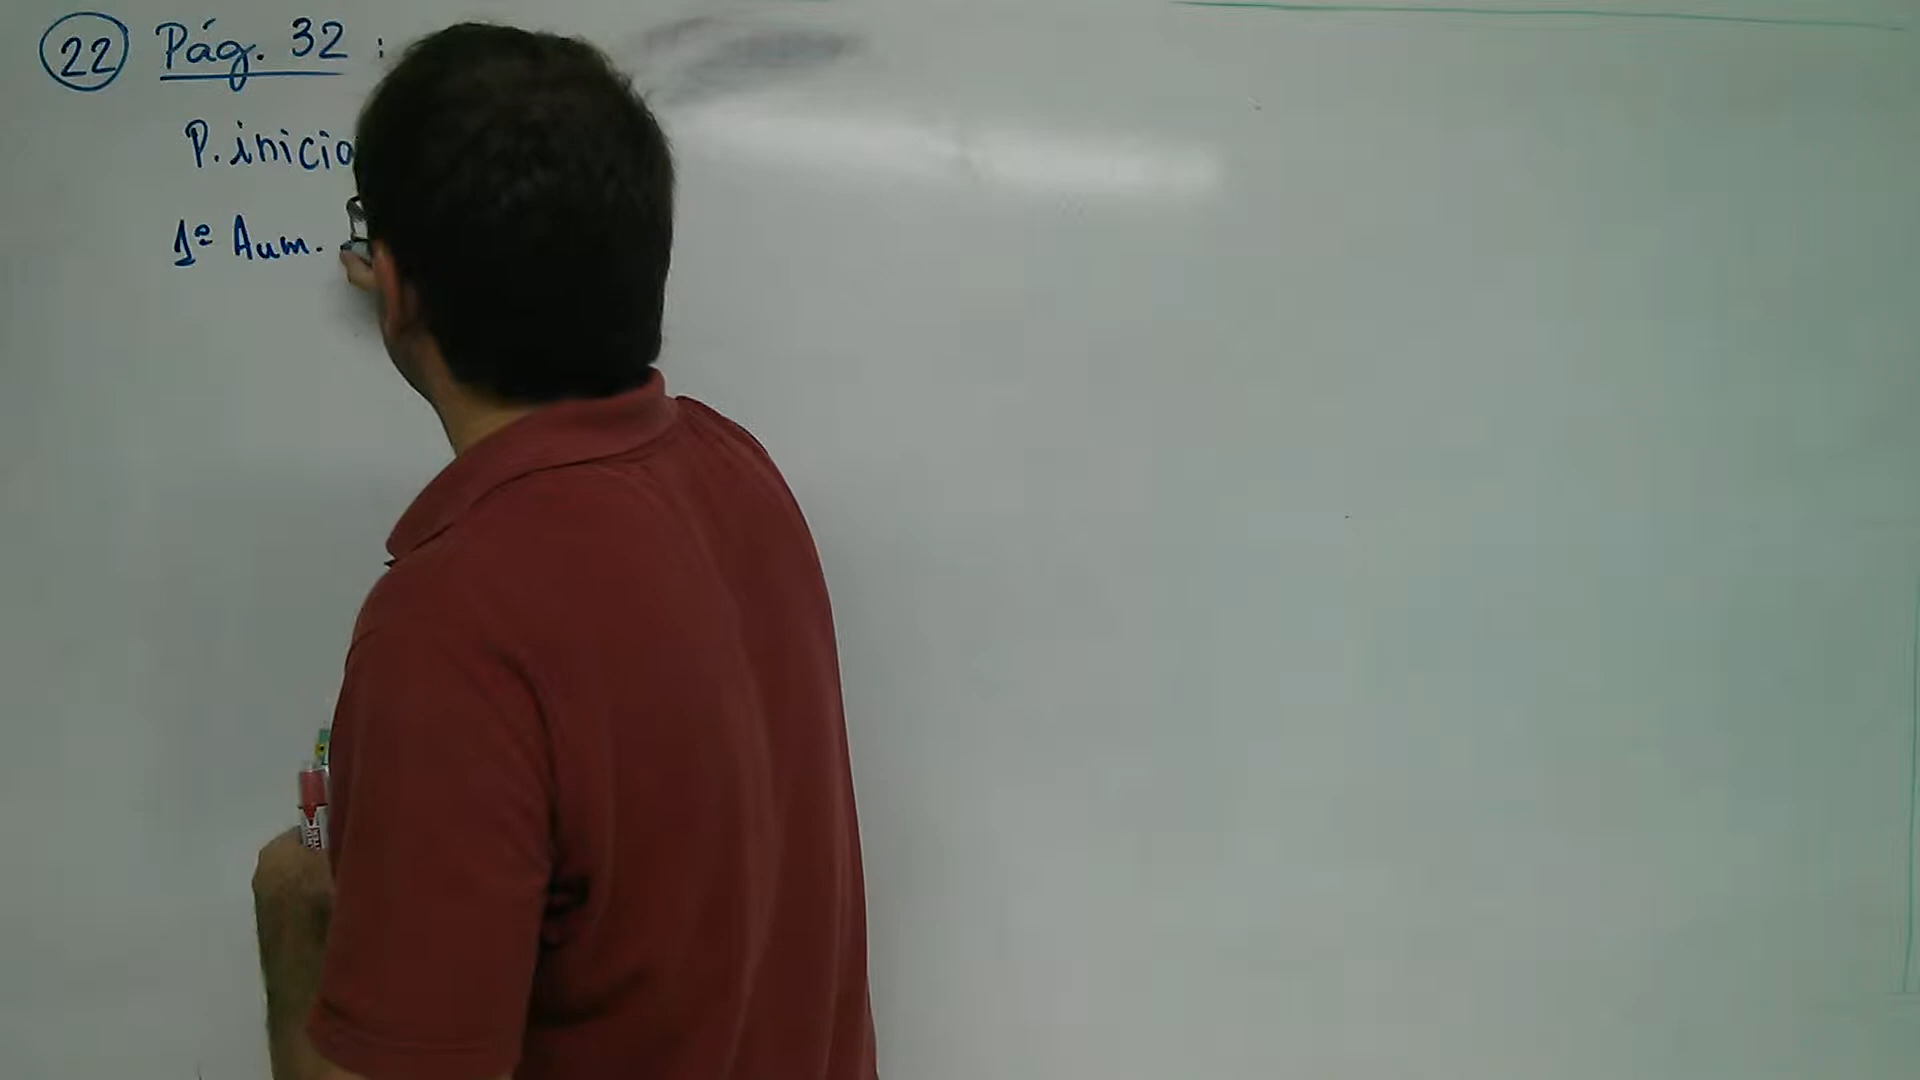 22 Pág. 32 :
P. inicia
1º Aum.